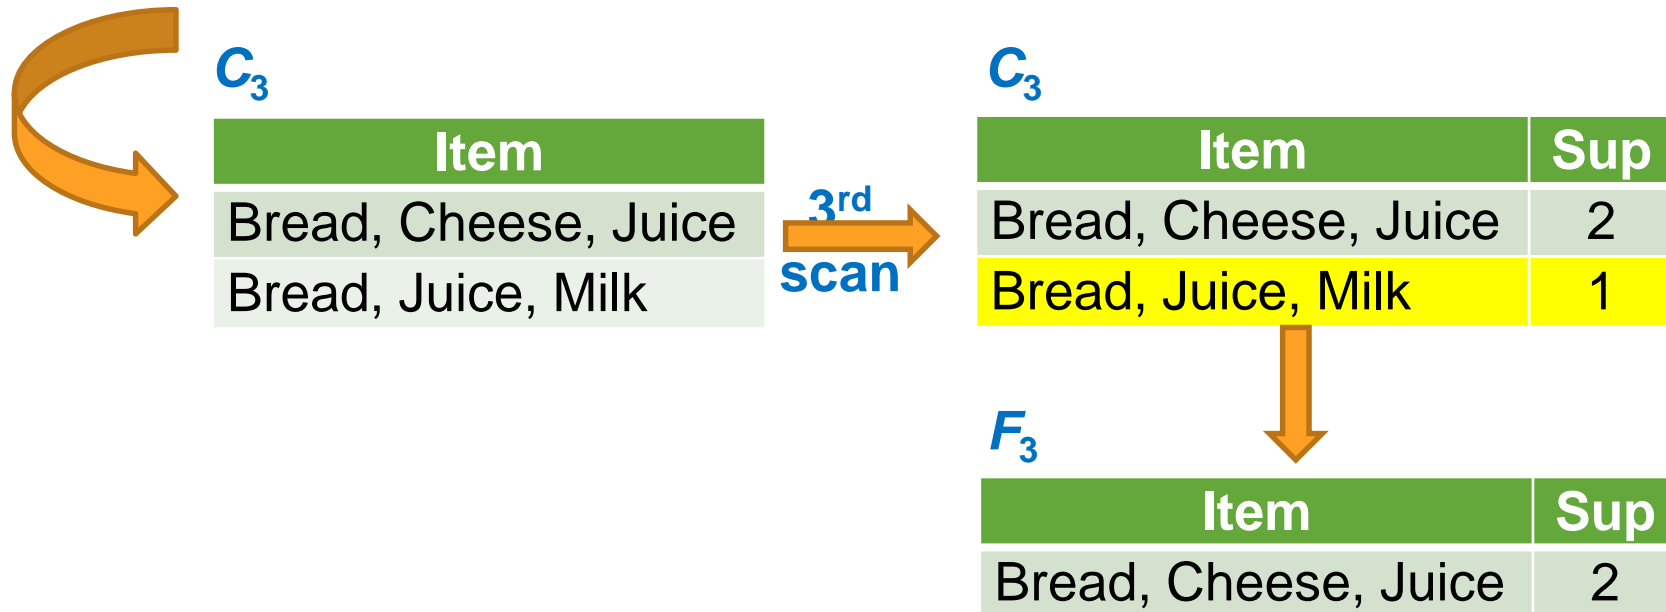 C3
Item
Bread, Cheese, Juice
Bread, Juice, Milk
3rd
scan
C3
Item Sup
Bread, Cheese, Juice 2
Bread, Juice, Milk 1
F3
Item Sup
Bread, Cheese, Juice 2